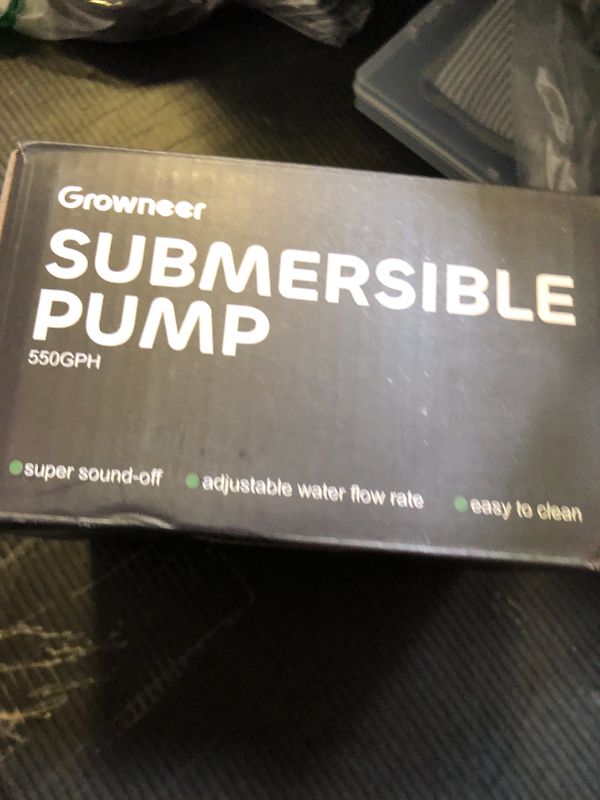 Growneer
SUBMERSIBLE
PUMP
550GPH
super sound-off
adjustable water flow rate
easy to clean